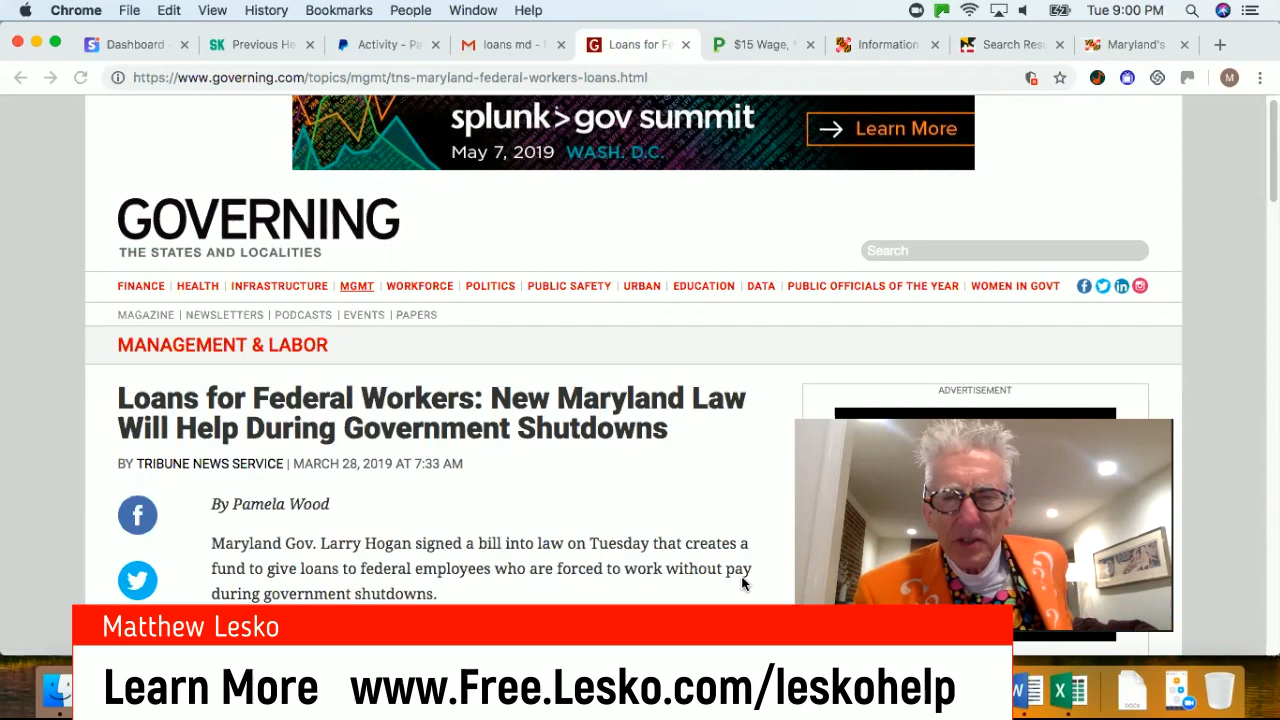 Chrome File Edit View History Bookmarks People Window Help Tue 9:00 PM
Dashboard - Previous He Activity - Pa loans md - Loans for Fe $15 Wage, Information Search Resu Maryland's
https://www.governing.com/topics/mgmt/tns-maryland-federal-workers-loans.html M
splunk>gov summit
May 7, 2019 WASH. D.C.
→ Learn More
GOVERNING
THE STATES AND LOCALITIES
Search
FINANCE | HEALTH | INFRASTRUCTURE | MGMT | WORKFORCE | POLITICS | PUBLIC SAFETY | URBAN | EDUCATION | DATA | PUBLIC OFFICIALS OF THE YEAR | WOMEN IN GOVT
MAGAZINE | NEWSLETTERS | PODCASTS | EVENTS | PAPERS
MANAGEMENT & LABOR
Loans for Federal Workers: New Maryland Law
Will Help During Government Shutdowns
BY TRIBUNE NEWS SERVICE | MARCH 28, 2019 AT 7:33 AM
By Pamela Wood
Maryland Gov. Larry Hogan signed a bill into law on Tuesday that creates a
fund to give loans to federal employees who are forced to work without pay
during government shutdowns.
ADVERTISEMENT
Matthew Lesko
Learn More www.Free.Lesko.com/leskohelp